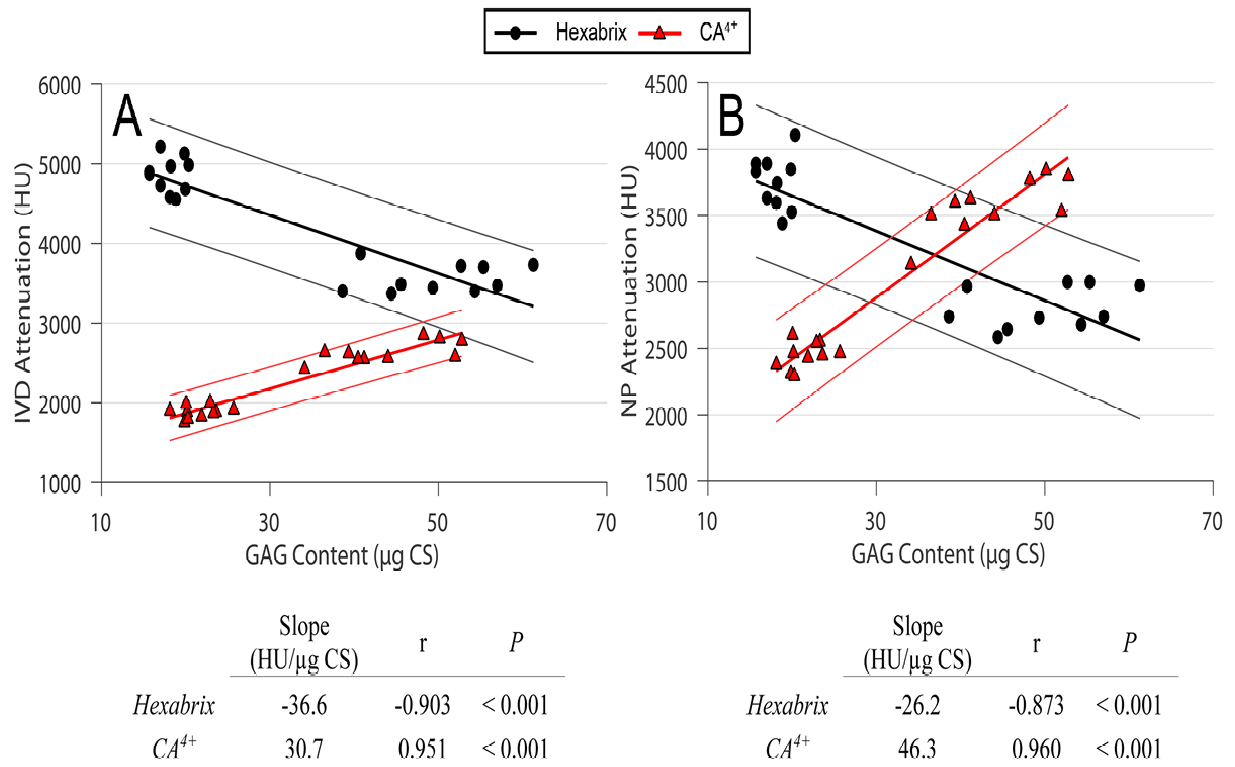 Hexabrix CA4+
A
6000
5000
4000
3000
2000
1000
IVD Attenuation (HU)
10 30 50 70
GAG Content (µg CS)
B
4500
4000
3500
3000
2500
2000
1500
NP Attenuation (HU)
10 30 50 70
GAG Content (µg CS)
Slope
(HU/µg CS) r P
Hexabrix -36.6 -0.903 < 0.001
CA4+ 30.7 0.951 < 0.001
Slope
(HU/µg CS) r P
Hexabrix -26.2 -0.873 < 0.001
CA4+ 46.3 0.960 < 0.001